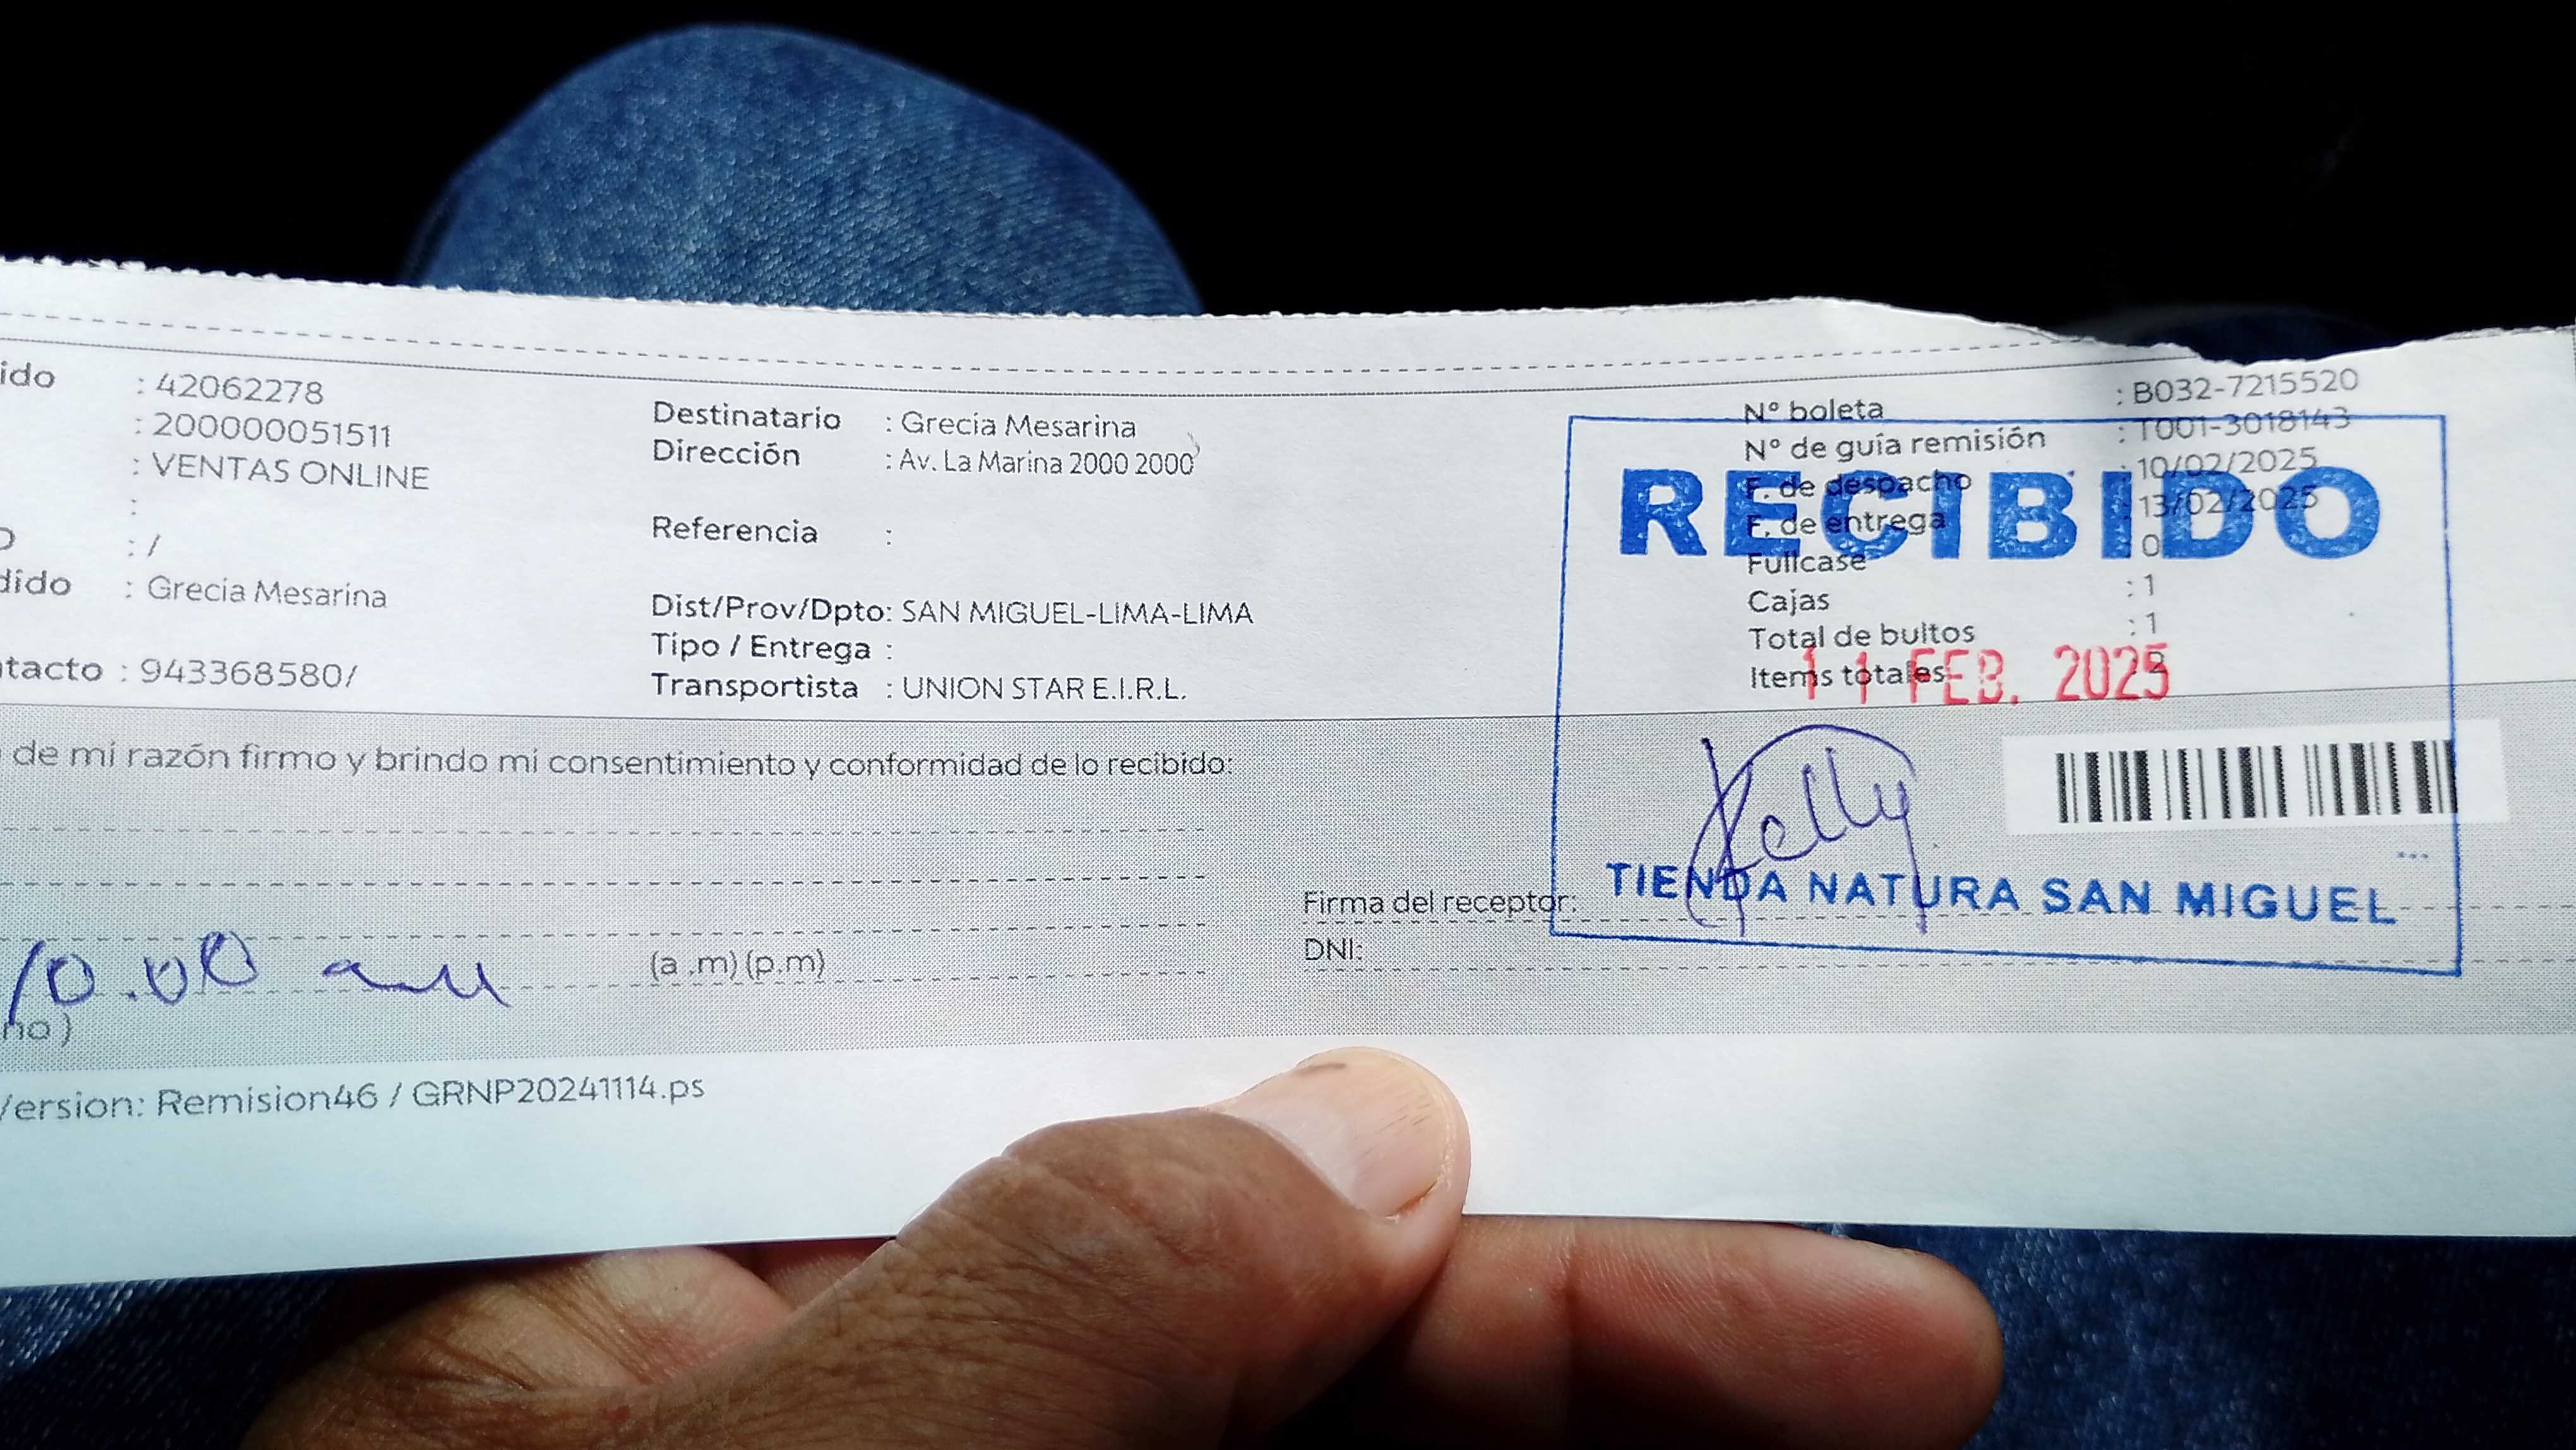 ido : 42062278
: 200000051511
: VENTAS ONLINE
:
: /
dido : Grecia Mesarina
ntacto : 943368580/
Destinatario : Grecia Mesarina
Dirección : Av. La Marina 2000 2000
Referencia :
Dist/Prov/Dpto: SAN MIGUEL-LIMA-LIMA
Tipo / Entrega :
Transportista : UNION STAR E.I.R.L.
Nº boleta : B032-7215520
Nº de guía remisión : T001-3018143
F. de despacho : 10/02/2025
F. de entrega : 13/02/2025
Fullcase : 0
Cajas : 1
Total de bultos : 1
Items totales
RECIBIDO
11 FEB. 2025
Kelly
TIENDA NATURA SAN MIGUEL
de mi razón firmo y brindo mi consentimiento y conformidad de lo recibido:
Firma del receptor:
DNI:
10.00 am (a .m) (p.m)
no )
Version: Remision46 / GRNP20241114.ps